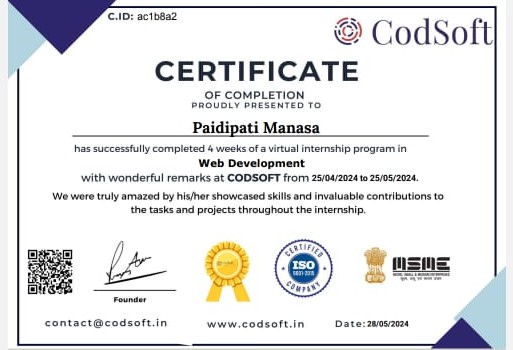 C.ID: ac1b8a2
CodSoft
CERTIFICATE
OF COMPLETION
PROUDLY PRESENTED TO
Paidipati Manasa
has successfully completed 4 weeks of a virtual internship program in
Web Development
with wonderful remarks at CODSOFT from 25/04/2024 to 25/05/2024.
We were truly amazed by his/her showcased skills and invaluable contributions to
the tasks and projects throughout the internship.
CERTIFIED
ISO
9001:2015
COMPANY
MSME
MICRO, SMALL & MEDIUM ENTERPRISES
Founder
contact@codsoft.in
www.codsoft.in
Date: 28/05/2024